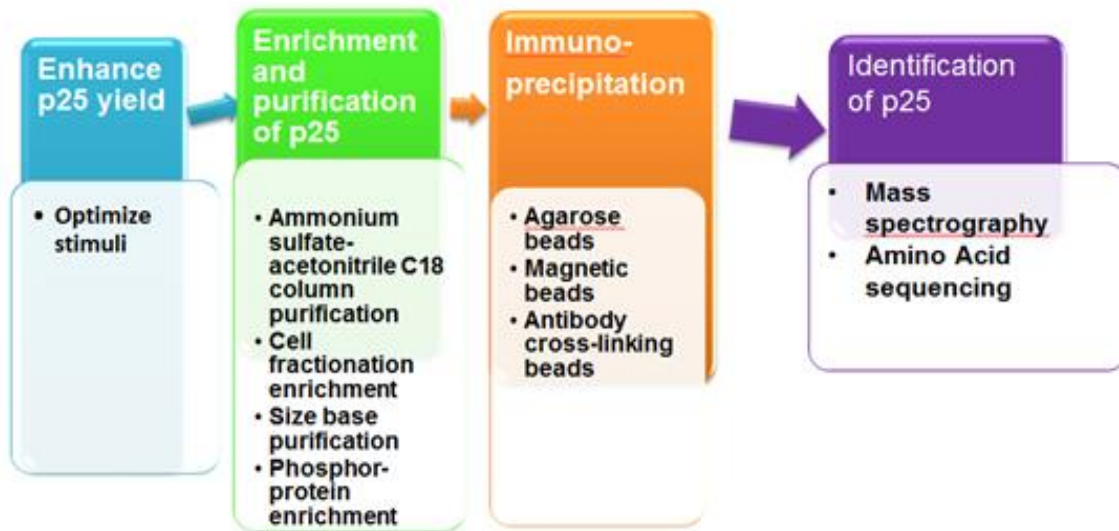 Enhance
p25 yield
• Optimize
stimuli
Enrichment
and
purification
of p25
• Ammonium
sulfate-
acetonitrile C18
column
purification
• Cell
fractionation
enrichment
• Size base
purification
• Phosphor-
protein
enrichment
Immuno-
precipitation
• Agarose
beads
• Magnetic
beads
• Antibody
cross-linking
beads
Identification
of p25
• Mass
spectrography
• Amino Acid
sequencing